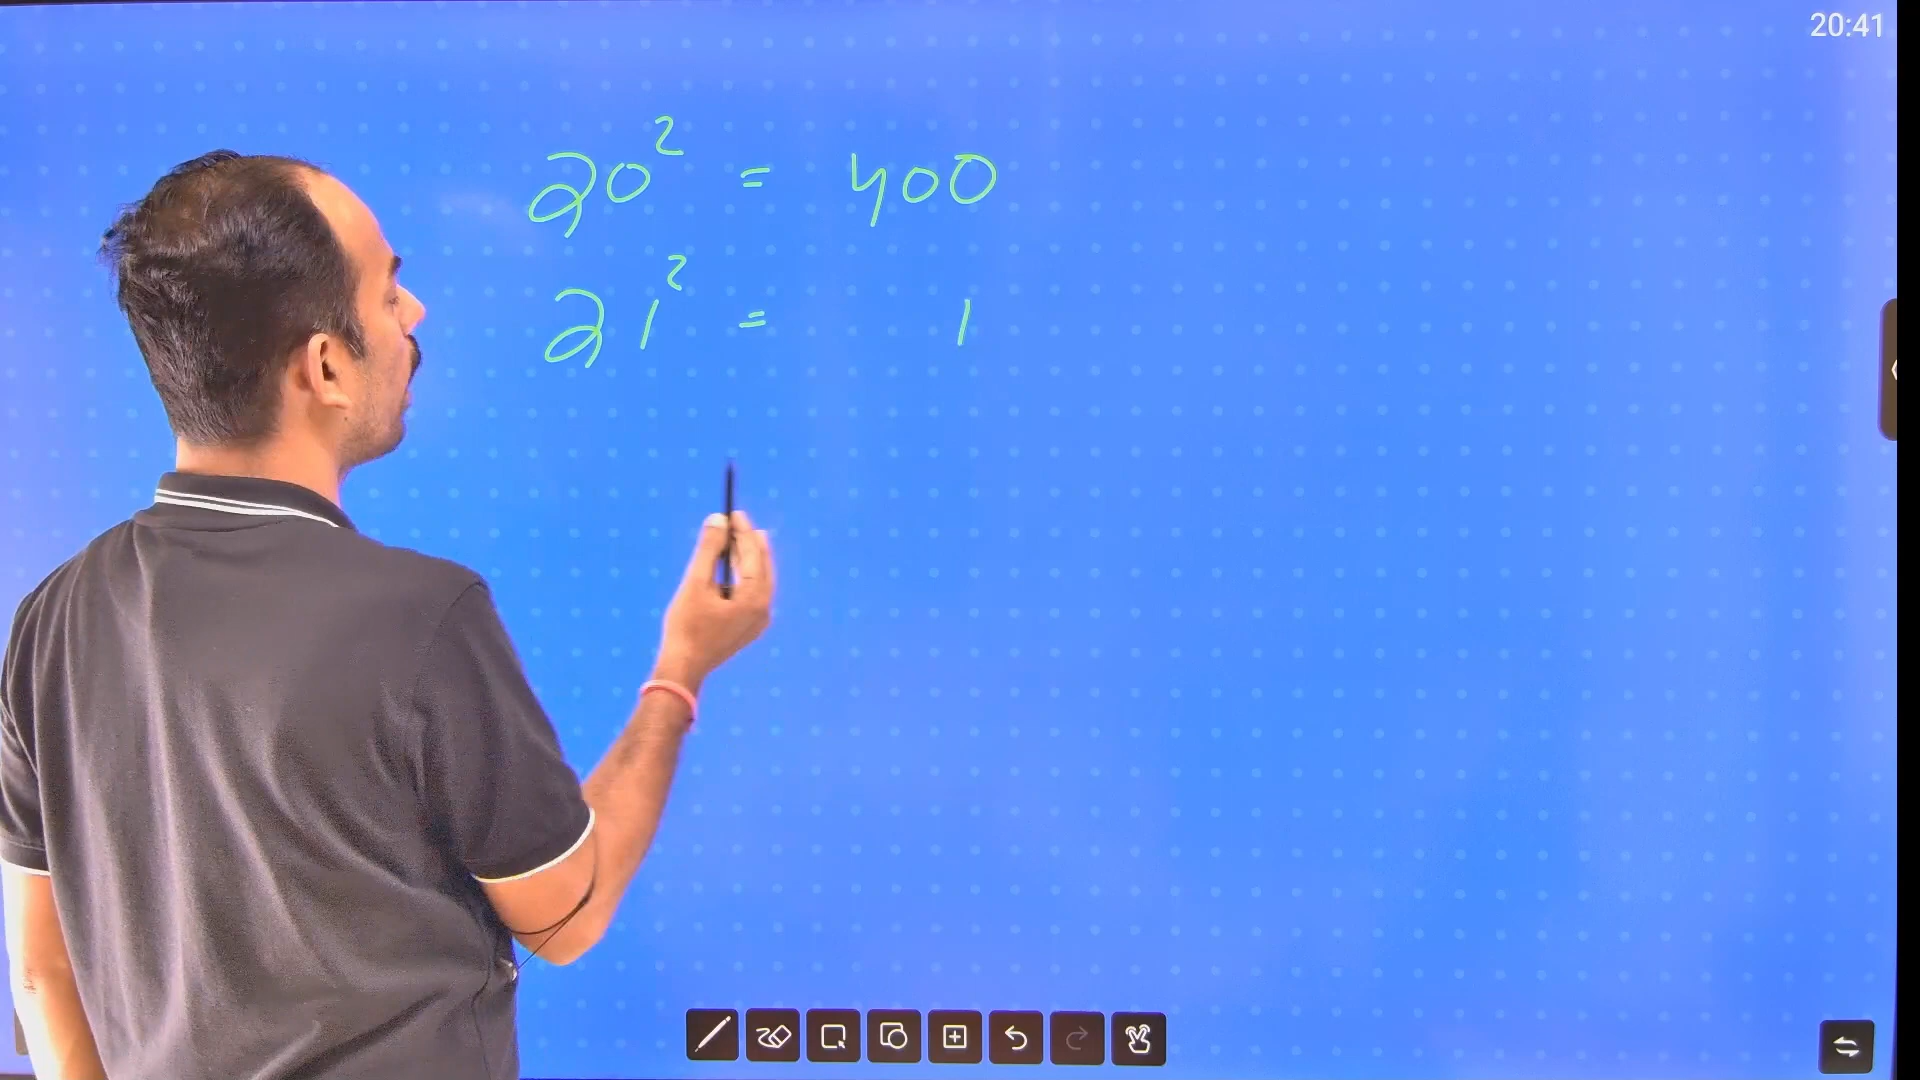 20:41
20² = 400
21² = 1